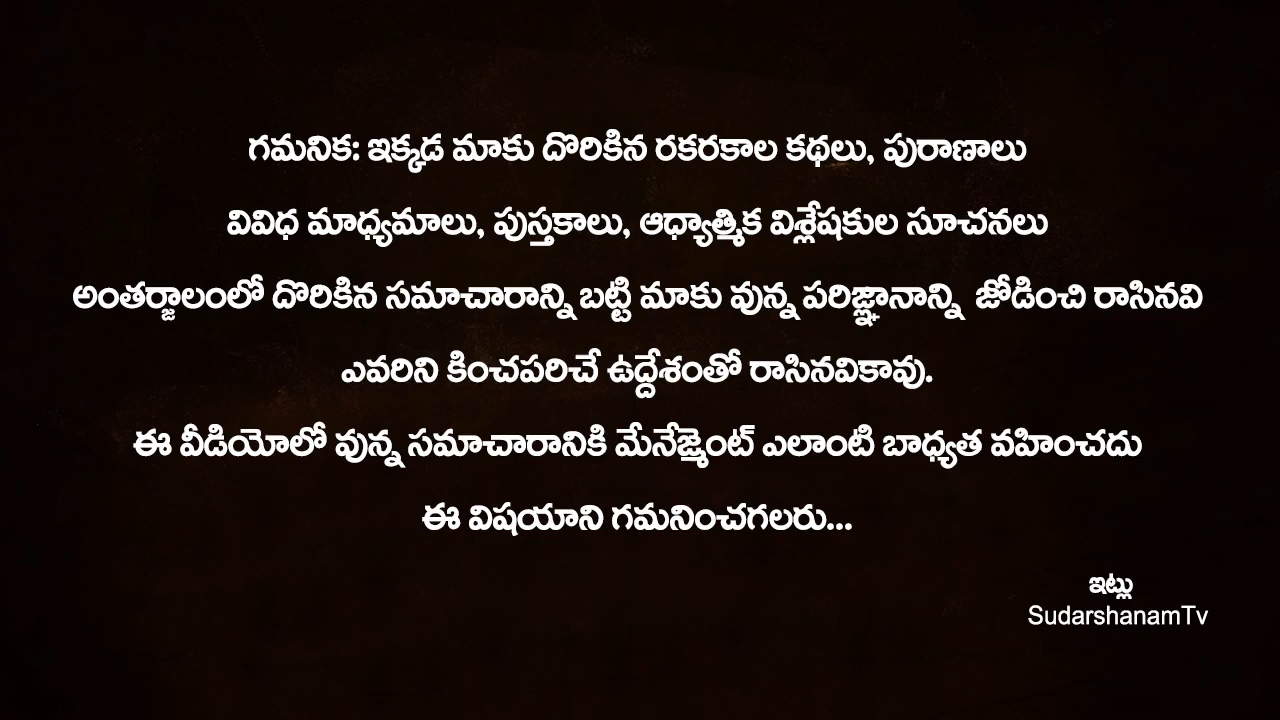 గమనిక: ఇక్కడ మాకు దొరికిన రకరకాల కథలు, పురాణాలు
వివిధ మాధ్యమాలు, పుస్తకాలు, ఆధ్యాత్మిక విశ్లేషకుల సూచనలు
అంతర్జాలంలో దొరికిన సమాచారాన్ని బట్టి మాకు వున్న పరిజ్ఞానాన్ని జోడించి రాసినవి
ఎవరిని కించపరిచే ఉద్దేశంతో రాసినవికావు.
ఈ వీడియోలో వున్న సమాచారానికి మేనేజ్మెంట్ ఎలాంటి బాధ్యత వహించదు
ఈ విషయాని గమనించగలరు...
ఇట్లు
SudarshanamTv